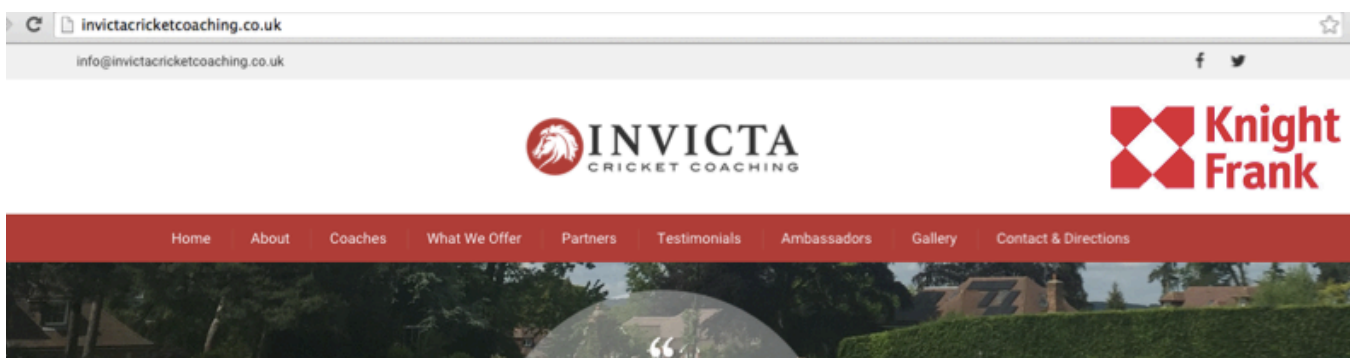 invictacricketcoaching.co.uk
info@invictacricketcoaching.co.uk
INVICTA
CRICKET COACHING
Knight
Frank
Home About Coaches What We Offer Partners Testimonials Ambassadors Gallery Contact & Directions
“